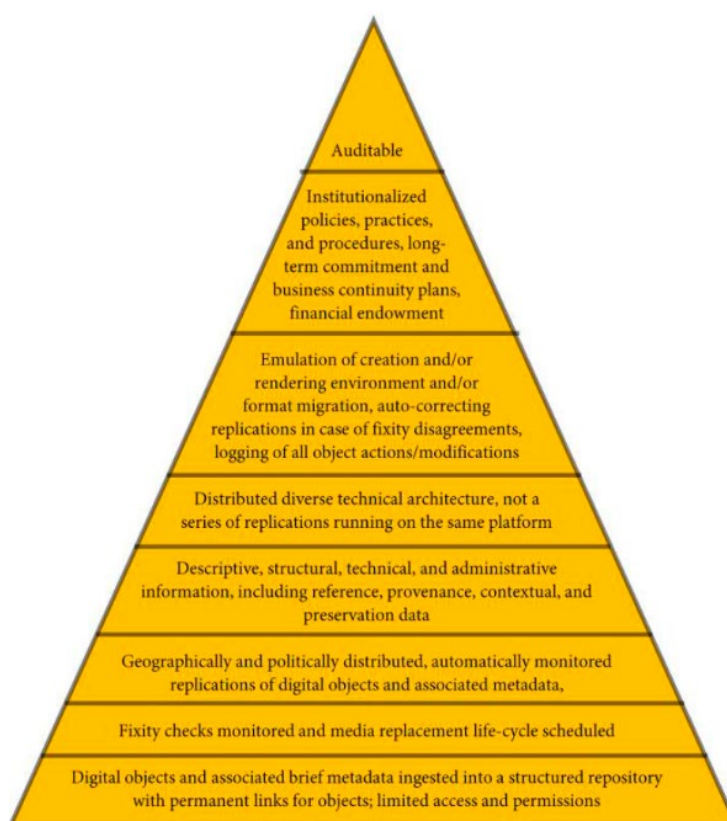 Auditable
Institutionalized
policies, practices,
and procedures, long-
term commitment and
business continuity plans,
financial endowment
Emulation of creation and/or
rendering environment and/or
format migration, auto-correcting
replications in case of fixity disagreements,
logging of all object actions/modifications
Distributed diverse technical architecture, not a
series of replications running on the same platform
Descriptive, structural, technical, and administrative
information, including reference, provenance, contextual, and
preservation data
Geographically and politically distributed, automatically monitored
replications of digital objects and associated metadata,
Fixity checks monitored and media replacement life-cycle scheduled
Digital objects and associated brief metadata ingested into a structured repository
with permanent links for objects; limited access and permissions